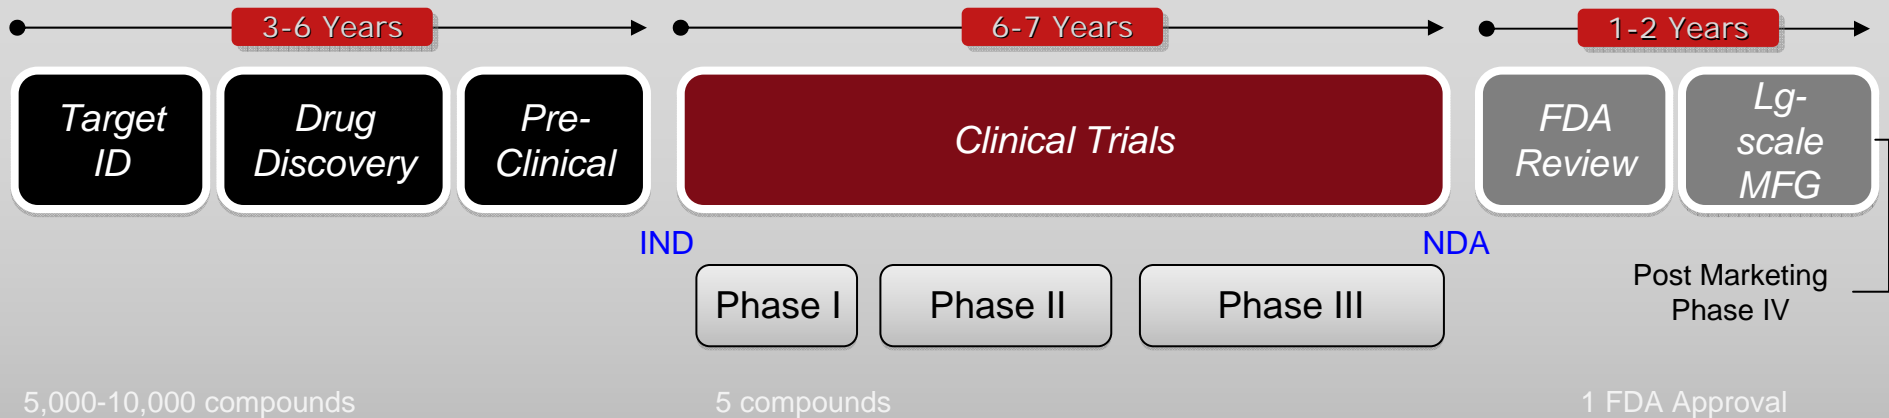 3-6 Years
6-7 Years
1-2 Years
Target
ID
Drug
Discovery
Pre-
Clinical
Clinical Trials
FDA
Review
Lg-
scale
MFG
IND
NDA
Phase I
Phase II
Phase III
Post Marketing
Phase IV
5,000-10,000 compounds
5 compounds
1 FDA Approval